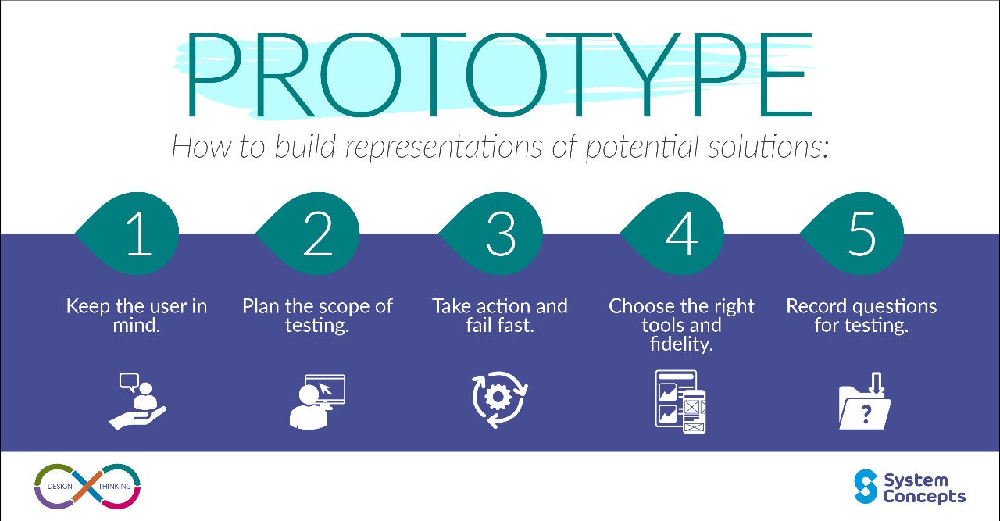 PROTOTYPE
How to build representations of potential solutions:
1
Keep the user in
mind.
2
Plan the scope of
testing.
3
Take action and
fail fast.
4
Choose the right
tools and
fidelity.
5
Record questions
for testing.
?
DESIGN THINKING
System
Concepts